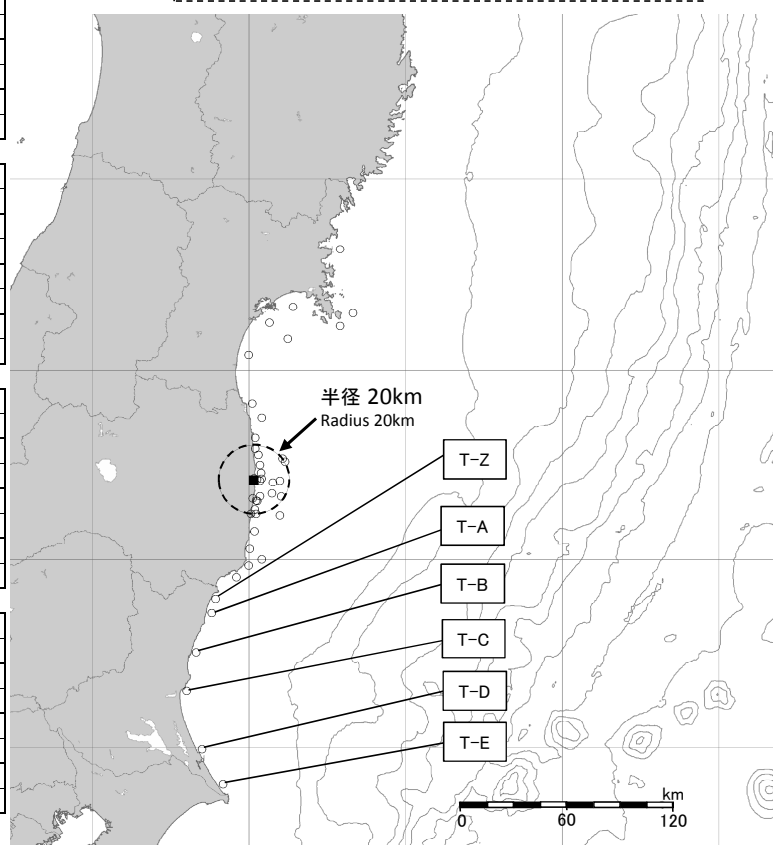 半径 20km
Radius 20km
T-Z
T-A
T-B
T-C
T-D
T-E
km
0 60 120